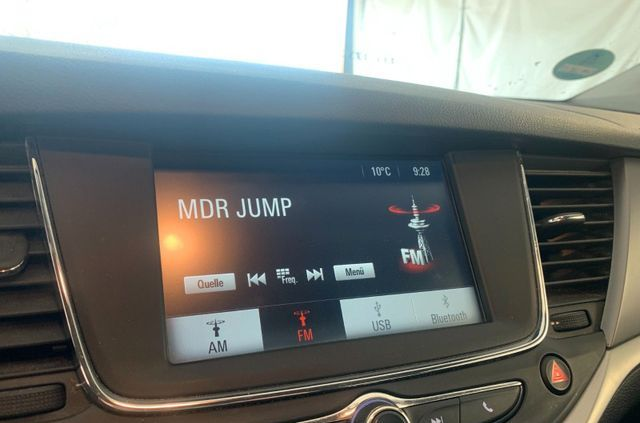 10°C 9:28
MDR JUMP
FM
Quelle Freq. Menü
AM FM USB Bluetooth